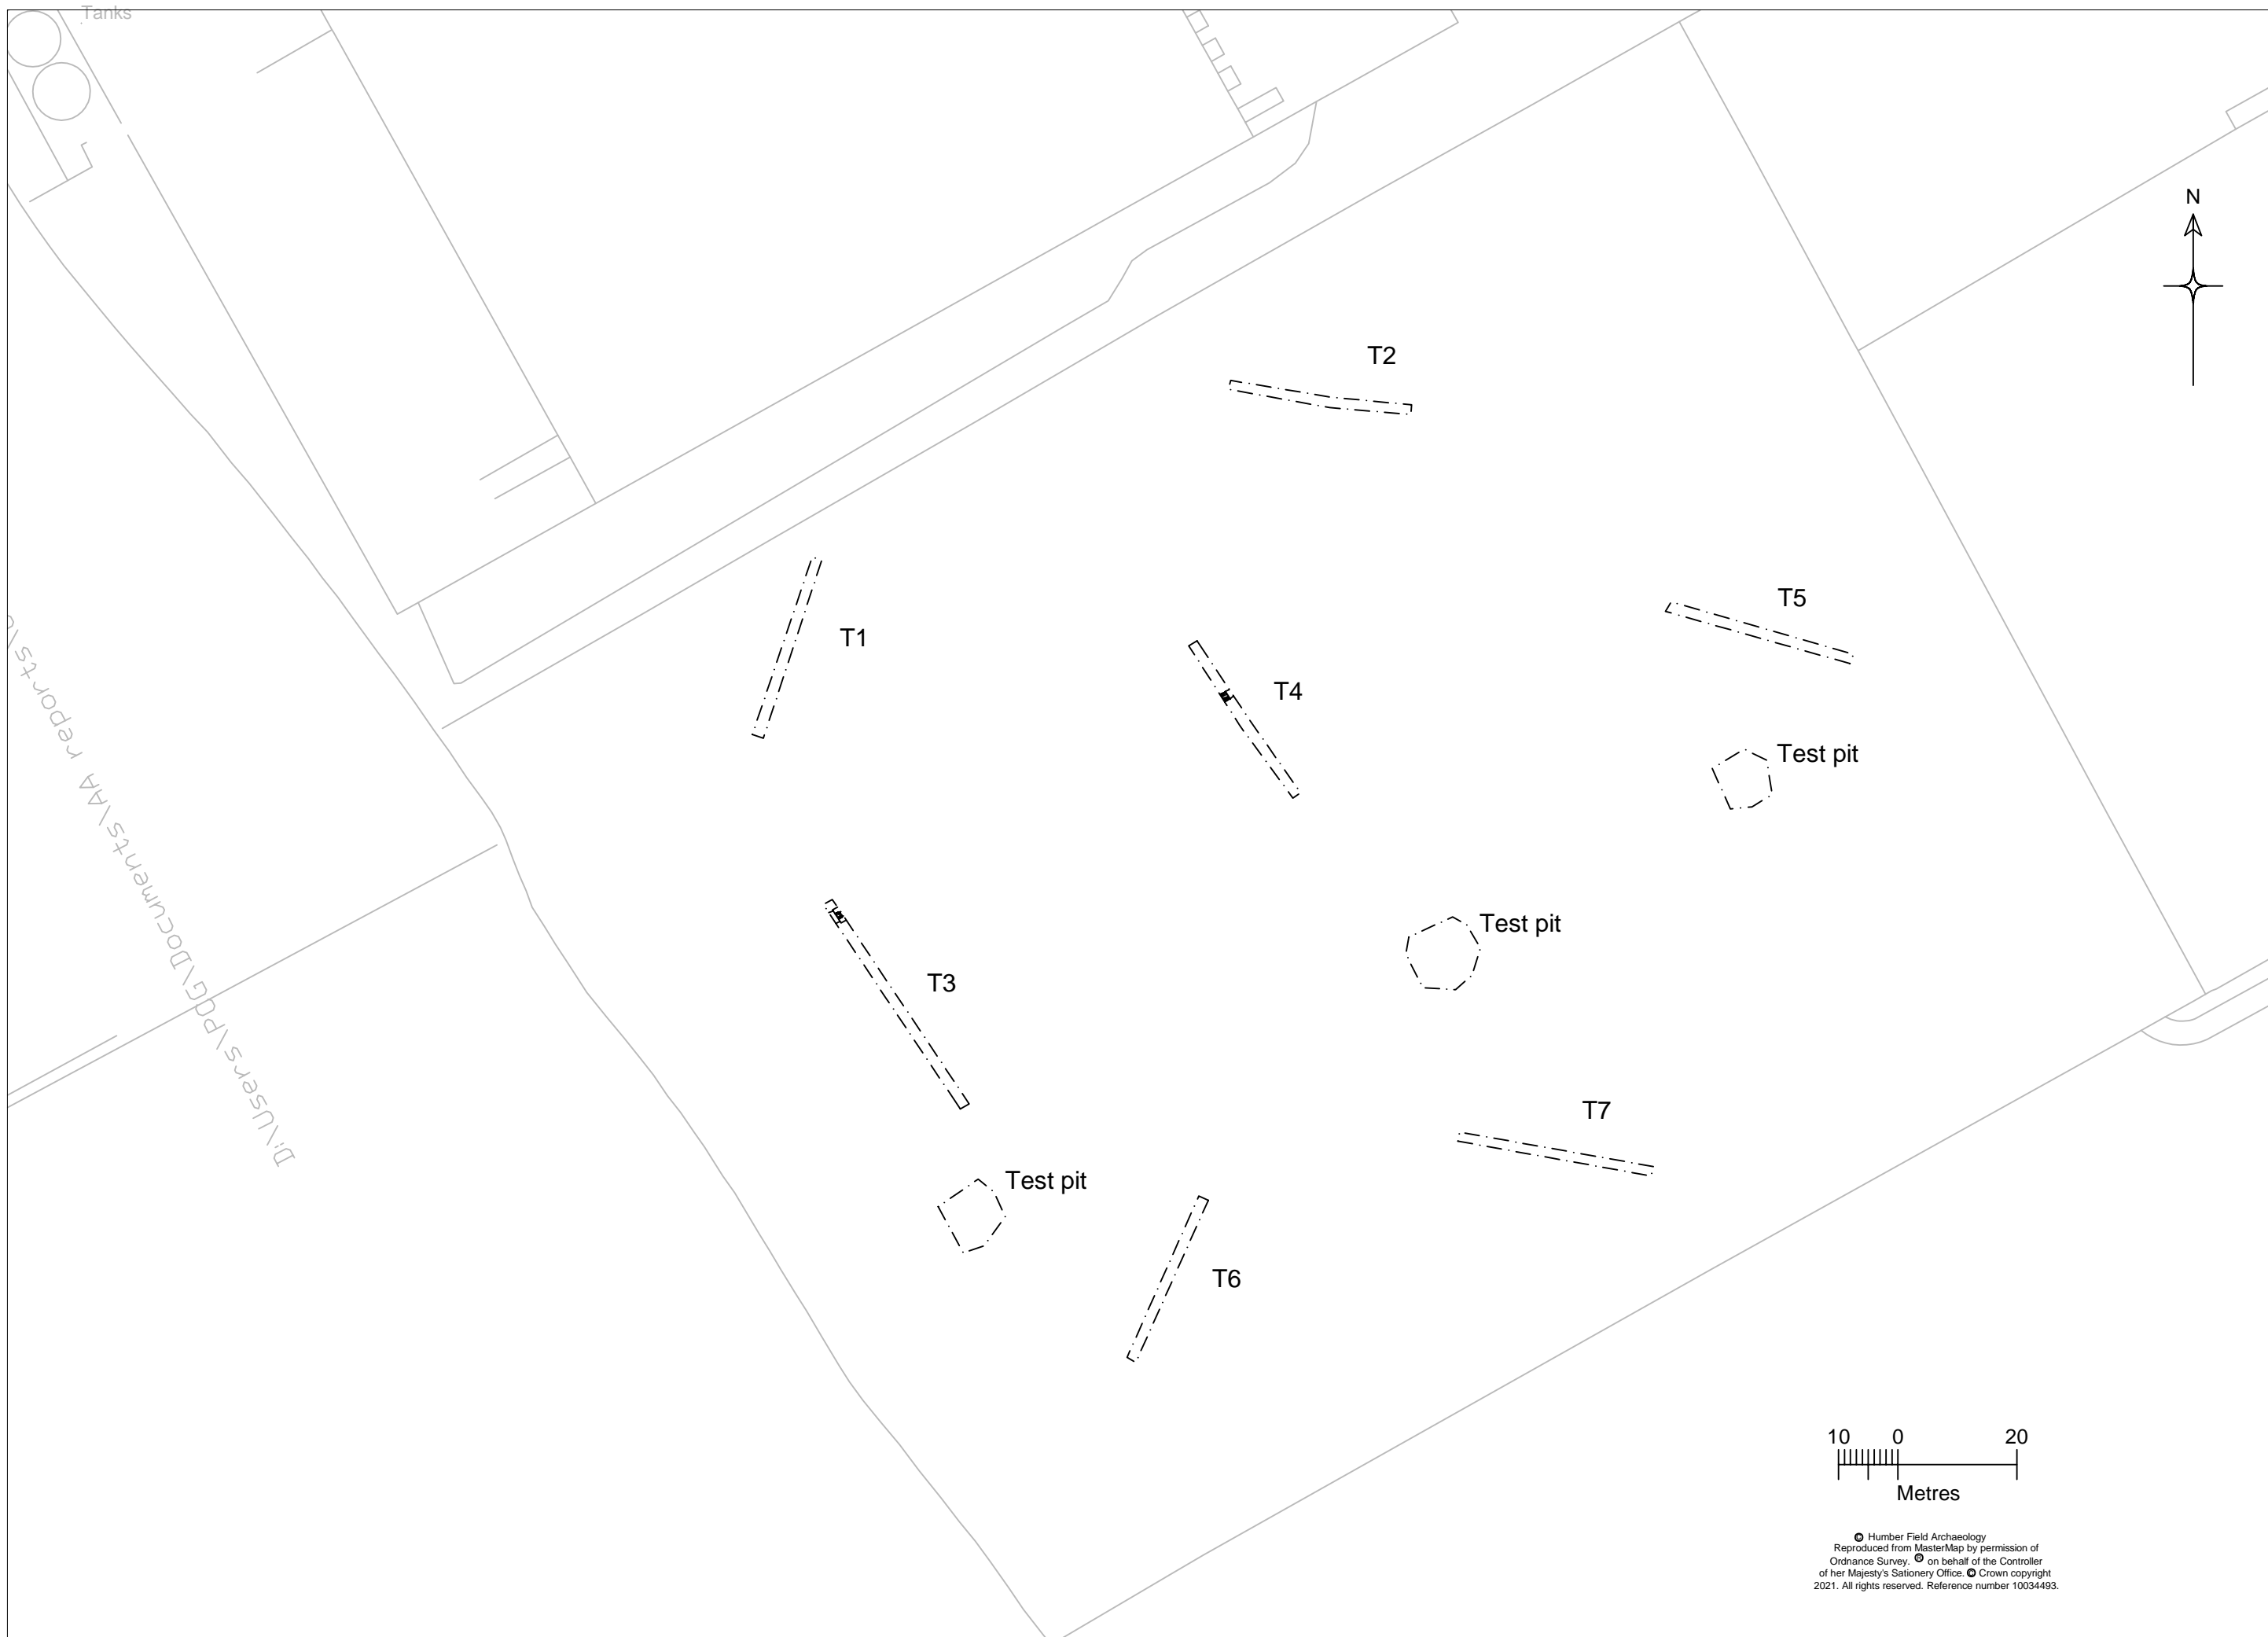 Tanks
N
T2
T5
T1
T4
Test pit
Test pit
T3
T7
Test pit
T6
10 0 20
Metres
© Humber Field Archaeology
Reproduced from MasterMap by permission of
Ordnance Survey. ® on behalf of the Controller
of her Majesty's Sationery Office. © Crown copyright
2021. All rights reserved. Reference number 10034493.
D:\Users\pdG\Documents\AA reports\